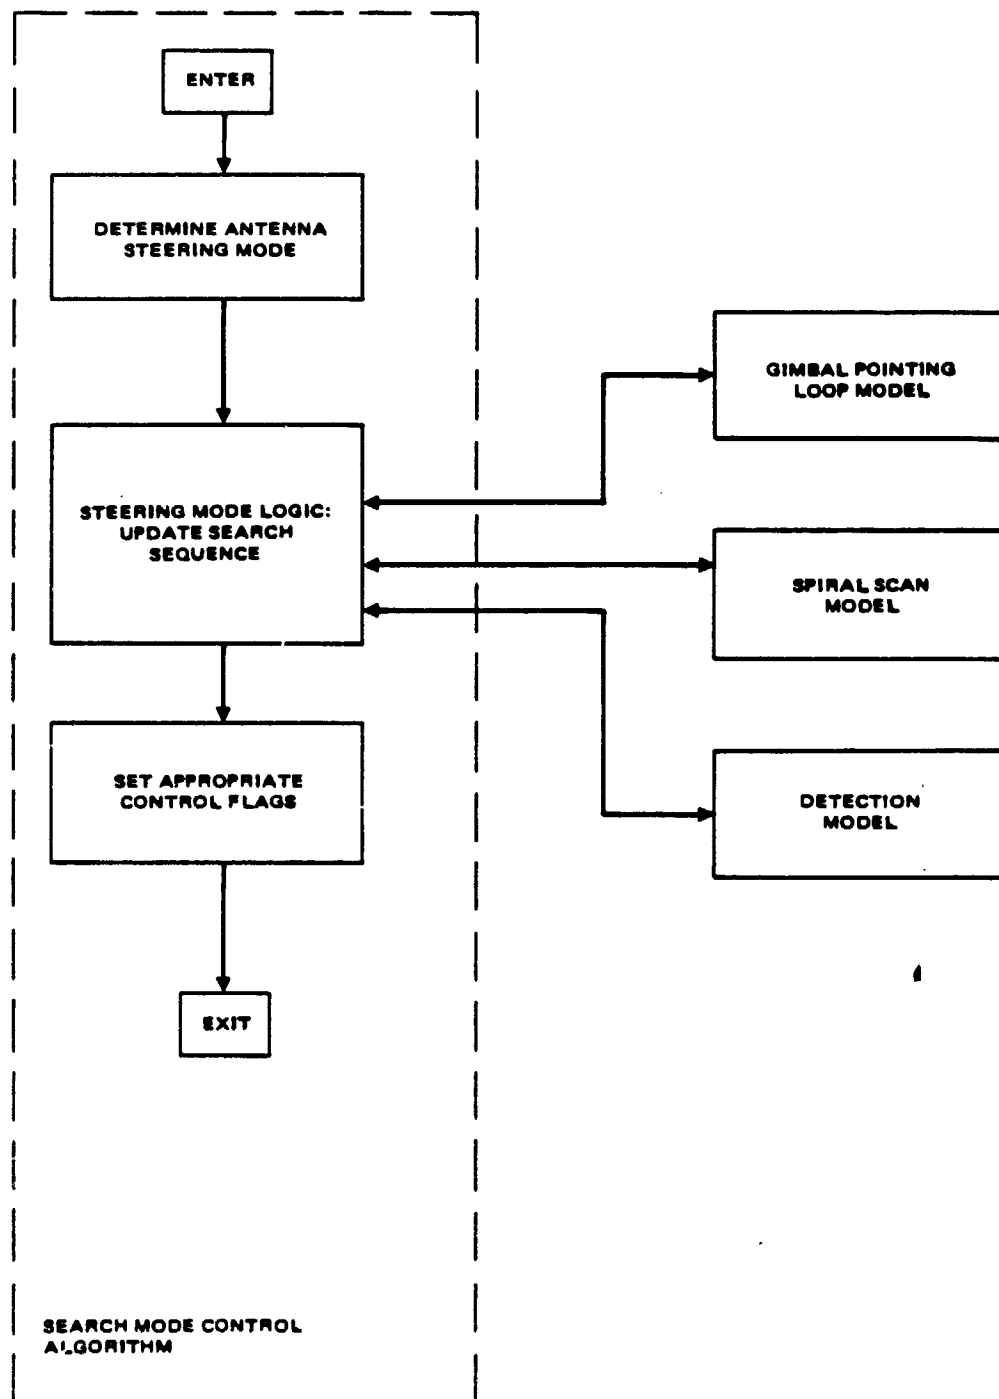 ENTER
DETERMINE ANTENNA
STEERING MODE
GIMBAL POINTING
LOOP MODEL
STEERING MODE LOGIC:
UPDATE SEARCH
SEQUENCE
SPIRAL SCAN
MODEL
SET APPROPRIATE
CONTROL FLAGS
DETECTION
MODEL
EXIT
SEARCH MODE CONTROL
ALGORITHM